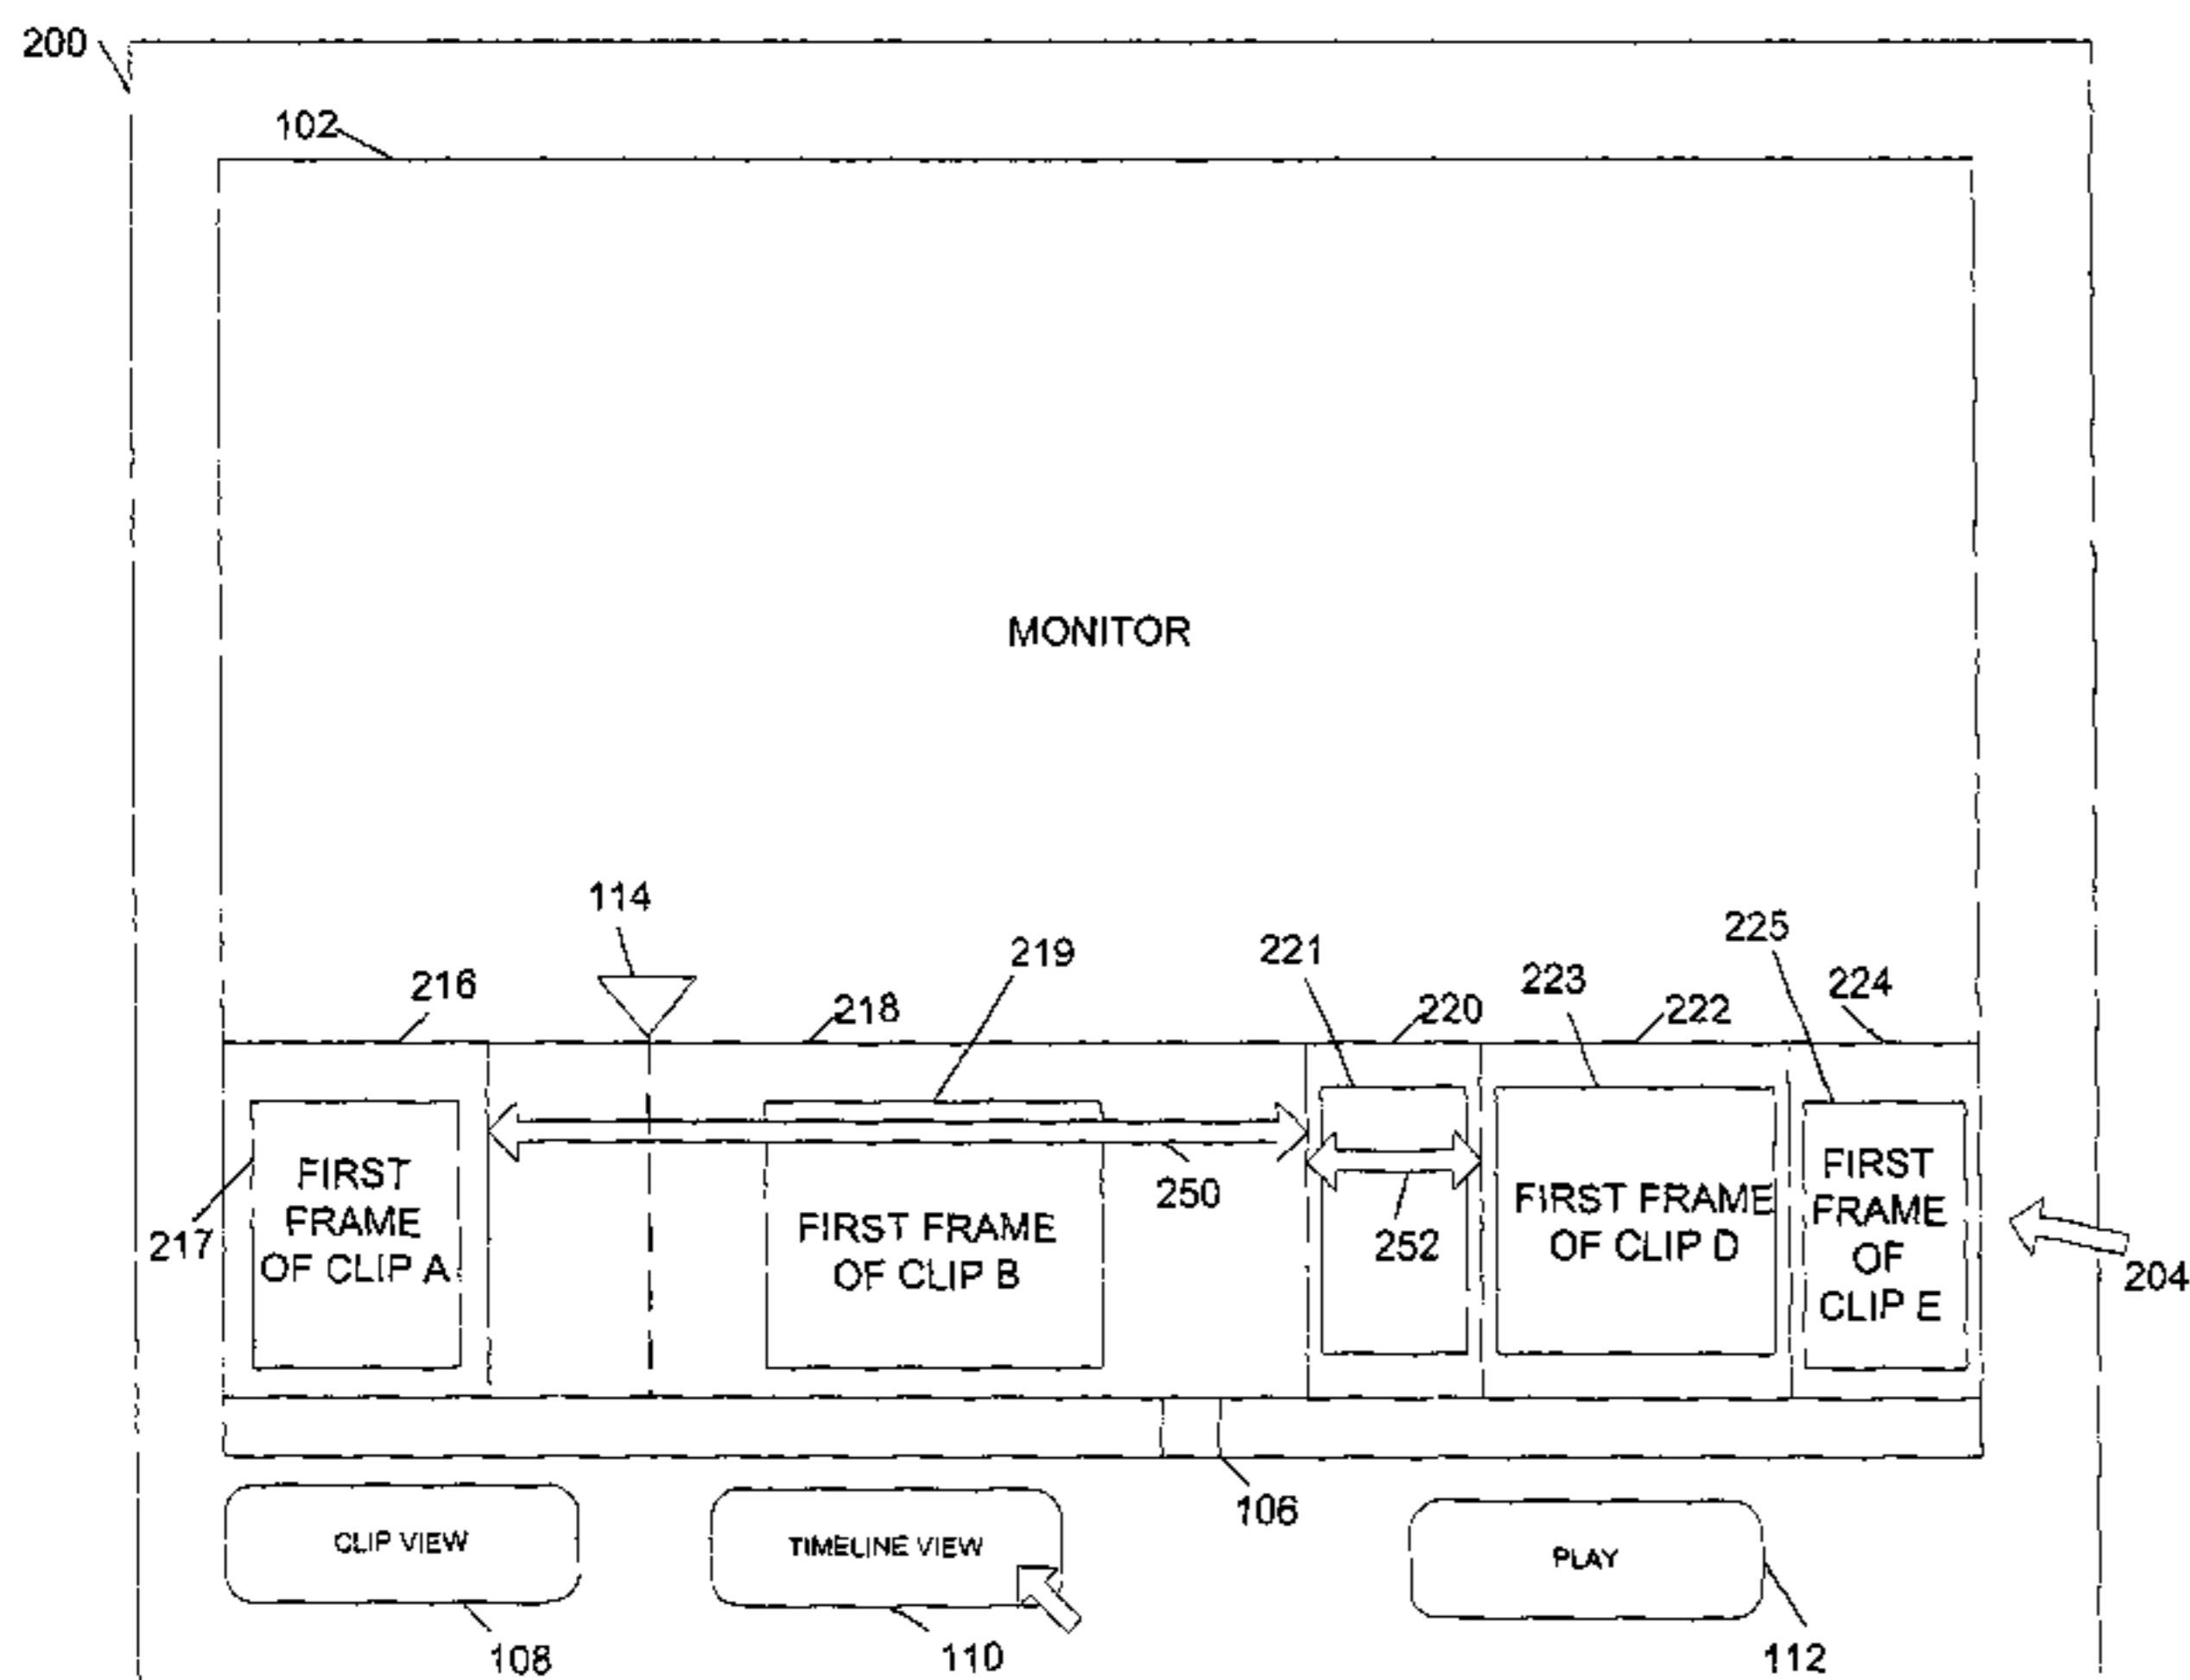 200
102
MONITOR
114
216
218
219
221
220
223
222
225
224
FIRST
FRAME
OF CLIP A
217
FIRST FRAME
OF CLIP B
250
252
FIRST FRAME
OF CLIP D
FIRST
FRAME
OF
CLIP E
204
106
CLIP VIEW
TIMELINE VIEW
PLAY
108
110
112